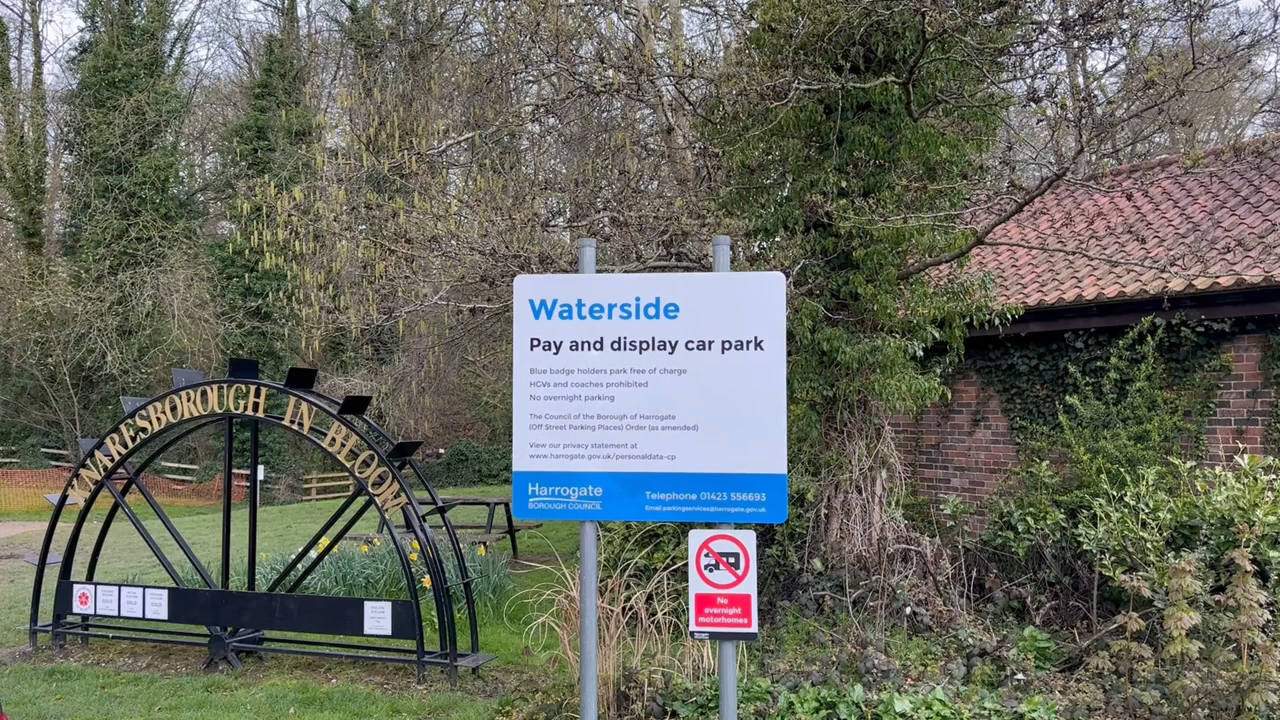 KNARESBOROUGH IN BLOOM
Waterside
Pay and display car park
Blue badge holders park free of charge
HGVs and coaches prohibited
No overnight parking
The Council of the Borough of Harrogate
(Off Street Parking Places) Order (as amended)
View our privacy statement at
www.harrogate.gov.uk/personaldata-cp
Harrogate
BOROUGH COUNCIL
Telephone 01423 556693
Email:parkingservices@harrogate.gov.uk
No
overnight
motorhomes